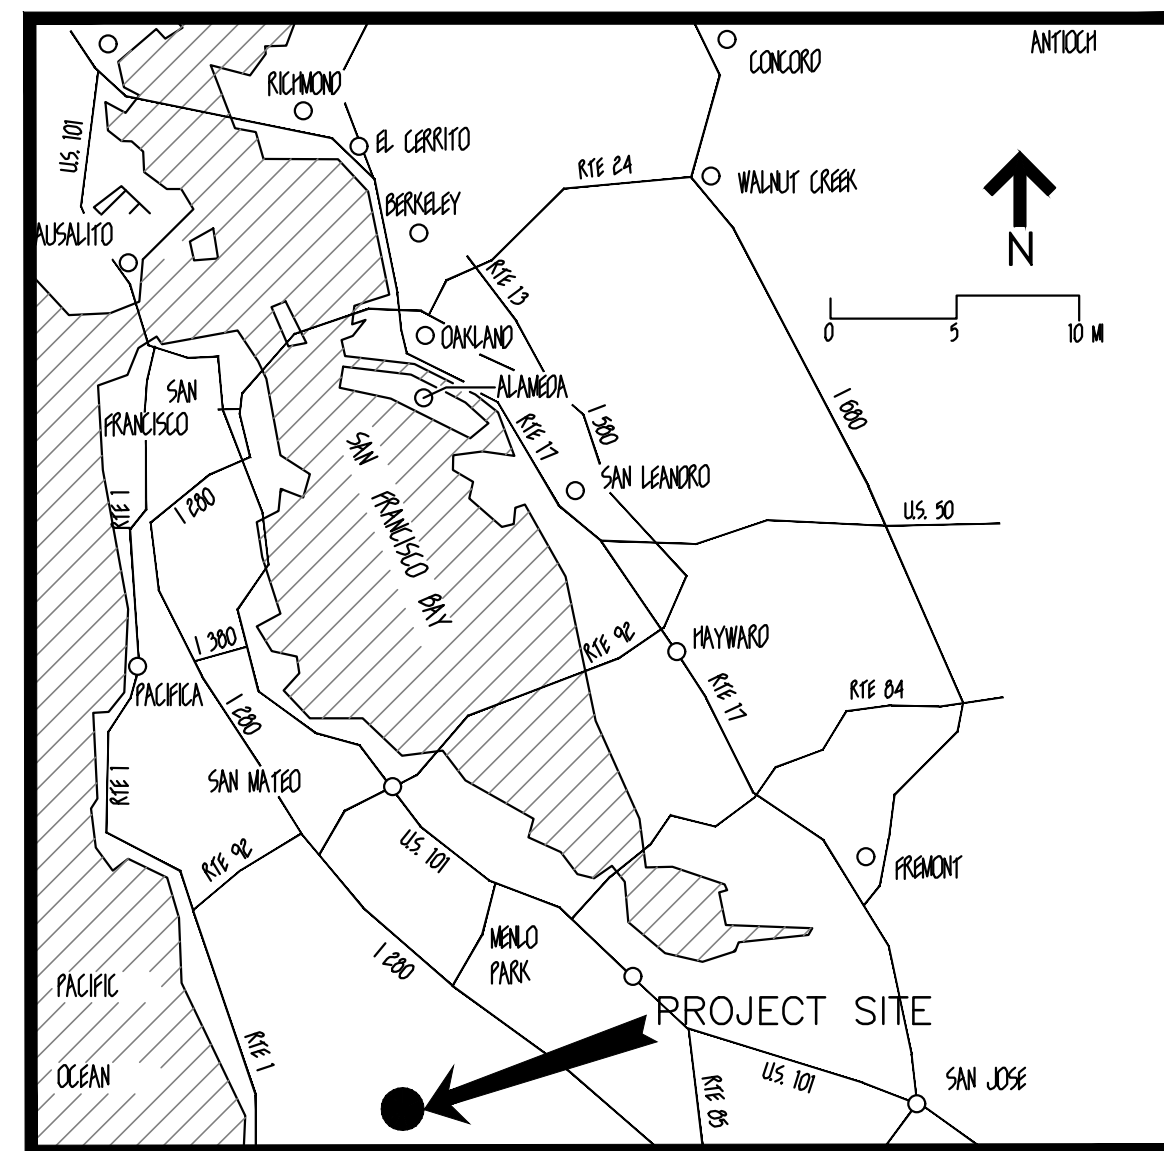 CONCORD
ANTIOCH
RICHMOND
U.S. 101
EL CERRITO
RTE 24
WALNUT CREEK
BERKELEY
AUSALITO
N
RTE 13
0 5 10 MI
OAKLAND
SAN
FRANCISCO
ALAMEDA
I 680
I 580
RTE 17
SAN
FRANCISCO
BAY
SAN LEANDRO
RTE 1
I 280
U.S. 50
I 380
RTE 92
HAYWARD
PACIFICA
I 280
RTE 17
RTE 84
RTE 1
SAN MATEO
RTE 92
U.S. 101
FREMONT
MENLO
PARK
I 280
PACIFIC
OCEAN
PROJECT SITE
RTE 1
RTE 85
U.S. 101
SAN JOSE